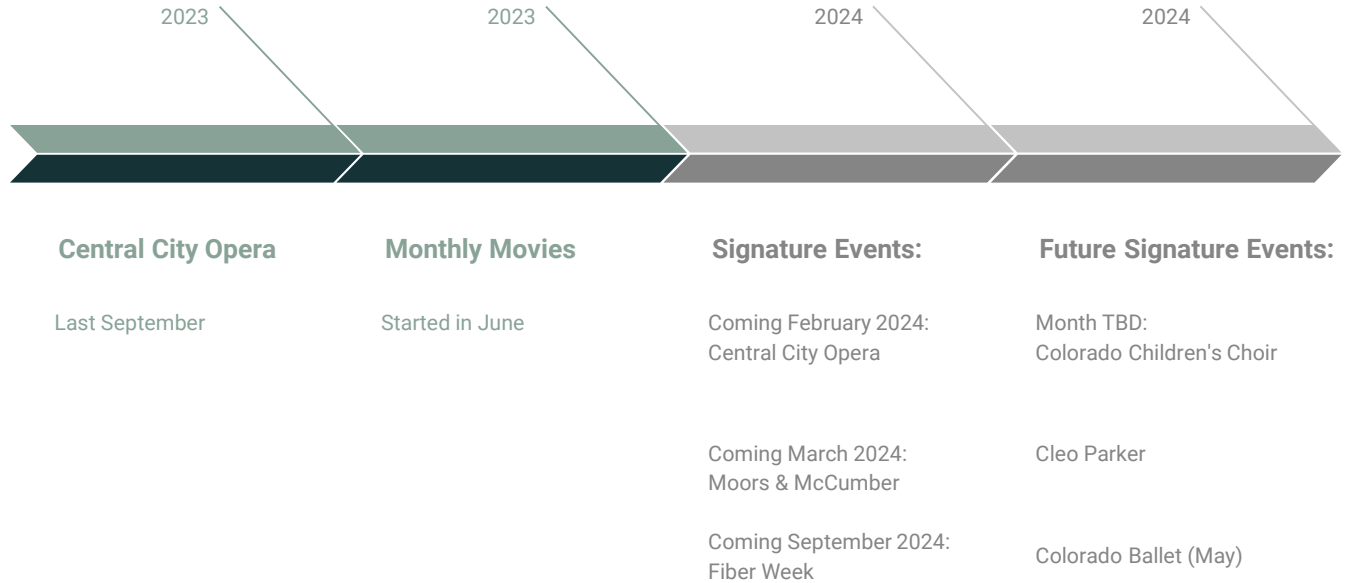 2023
2023
2024
2024
Central City Opera
Last September
Monthly Movies
Started in June
Signature Events:
Coming February 2024:
Central City Opera
Coming March 2024:
Moors & McCumber
Coming September 2024:
Fiber Week
Future Signature Events:
Month TBD:
Colorado Children's Choir
Cleo Parker
Colorado Ballet (May)